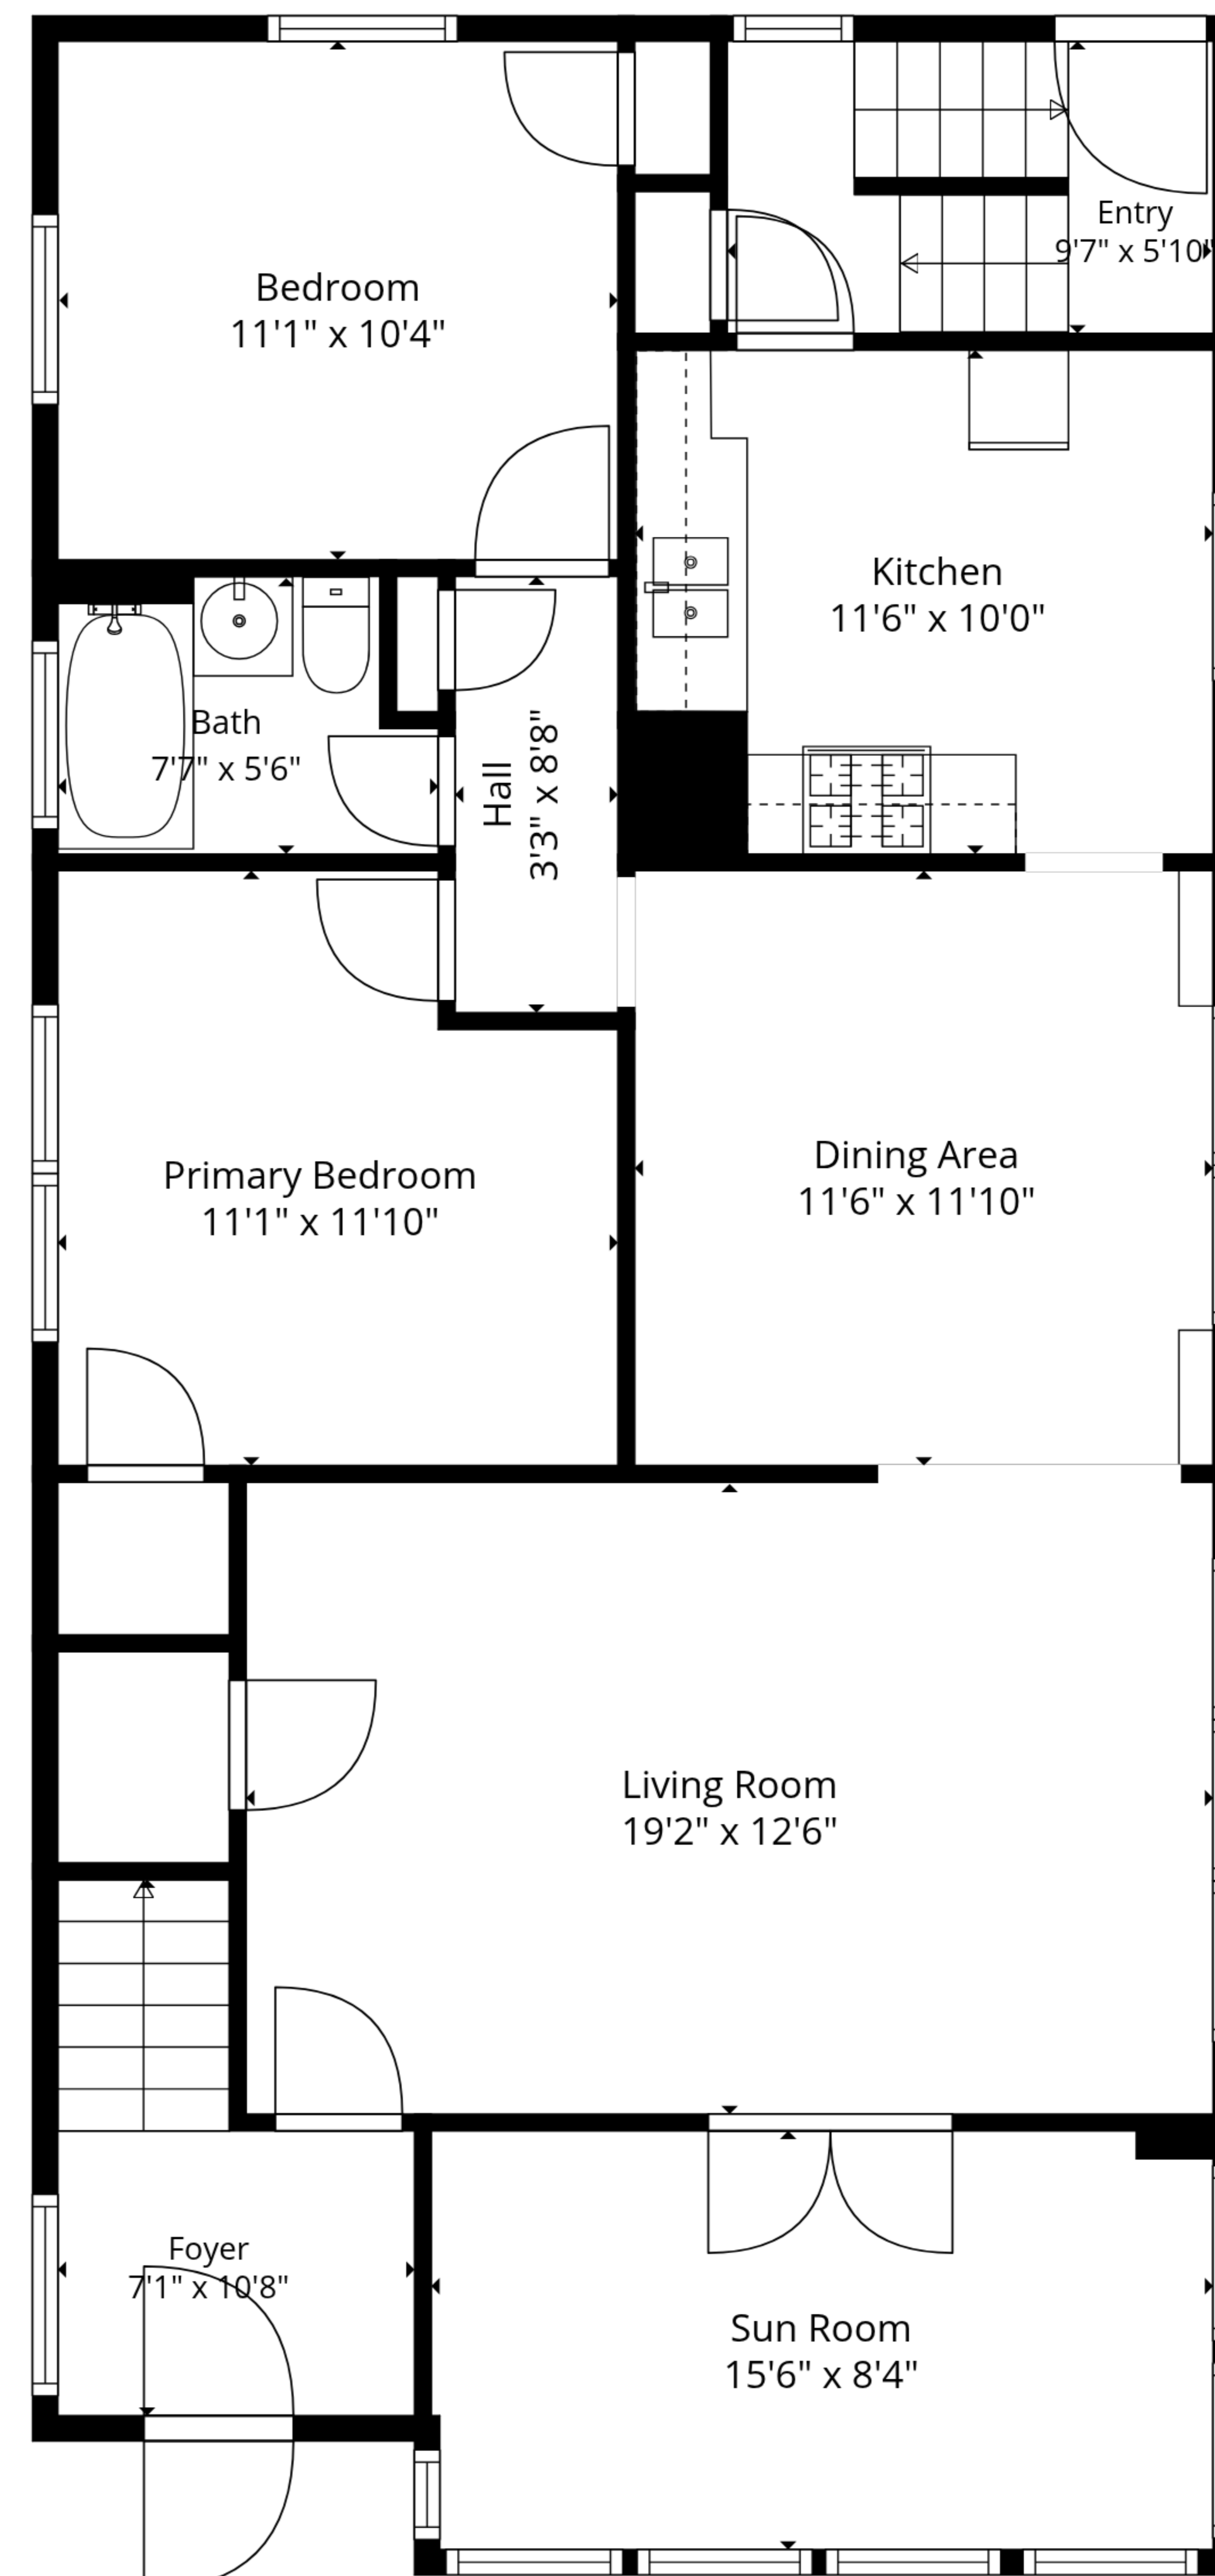 Entry
9'7" x 5'10"
Bedroom
11'1" x 10'4"
Kitchen
11'6" x 10'0"
Bath
7'7" x 5'6"
Hall
3'3" x 8'8"
Dining Area
11'6" x 11'10"
Primary Bedroom
11'1" x 11'10"
Living Room
19'2" x 12'6"
Foyer
7'1" x 10'8"
Sun Room
15'6" x 8'4"